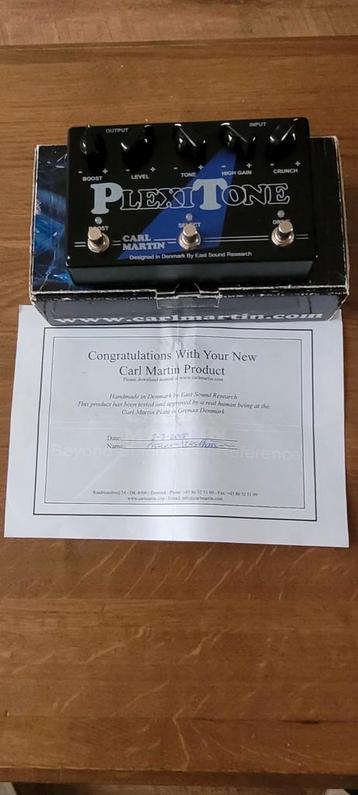 OUTPUT INPUT
BOOST LEVEL TONE HIGH GAIN CRUNCH
PLEXITONE
BOOST SELECT DRIVE
CARL
MARTIN
Designed in Denmark By East Sound Research
www.carlmartin.com
Congratulations With Your New
Carl Martin Product
Please download manual at www.carlmartin.com
Handmade in Denmark by East Sound Research
This product has been tested and approved by a real human being at the
Carl Martin Plant in Grenaa Denmark
Date:
Name:
Beyond